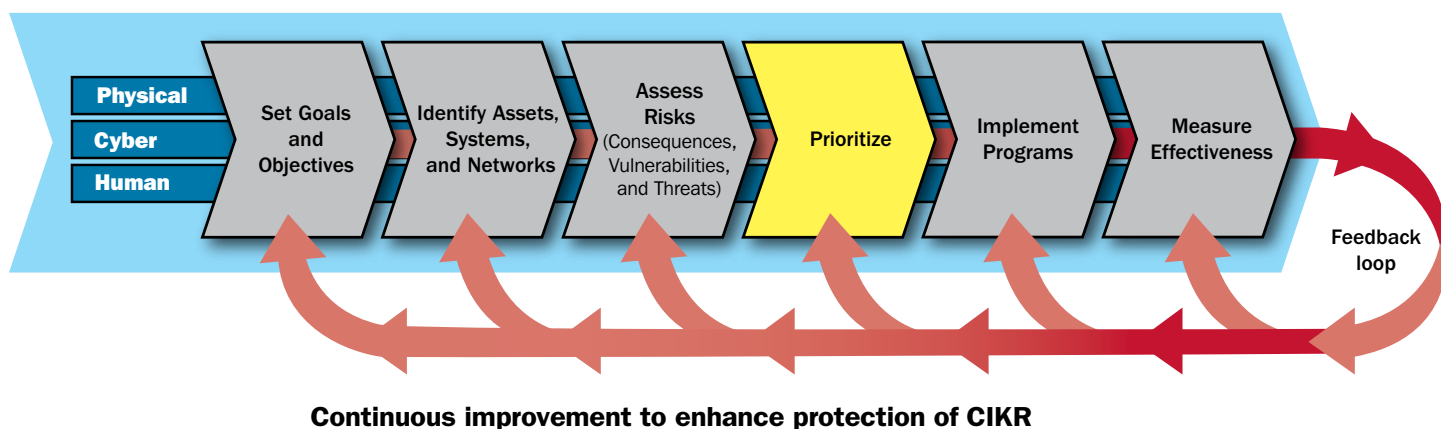 Physical
Cyber
Human
Set Goals
and
Objectives
Identify Assets,
Systems,
and Networks
Assess
Risks
(Consequences,
Vulnerabilities,
and Threats)
Prioritize
Implement
Programs
Measure
Effectiveness
Feedback
loop
Continuous improvement to enhance protection of CIKR